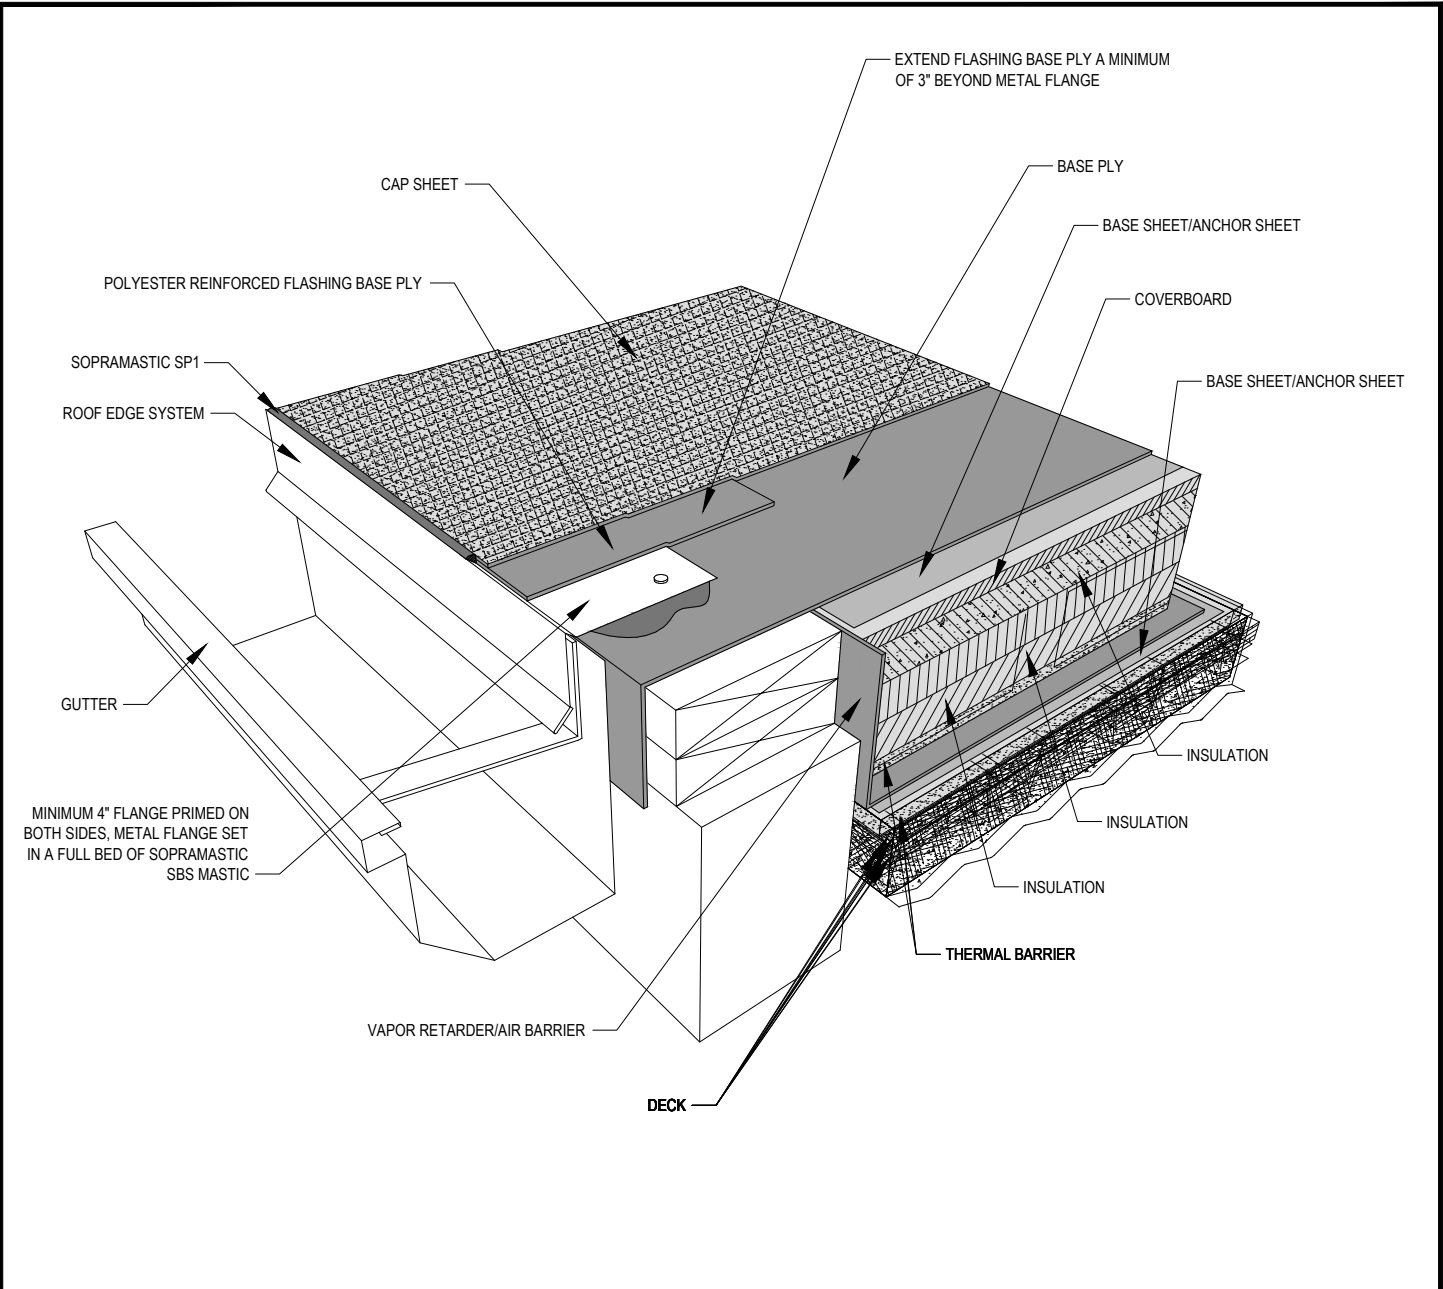 EXTEND FLASHING BASE PLY A MINIMUM
OF 3" BEYOND METAL FLANGE
BASE PLY
CAP SHEET
BASE SHEET/ANCHOR SHEET
POLYESTER REINFORCED FLASHING BASE PLY
COVERBOARD
SOPRAMASTIC SP1
BASE SHEET/ANCHOR SHEET
ROOF EDGE SYSTEM
GUTTER
INSULATION
MINIMUM 4" FLANGE PRIMED ON
BOTH SIDES, METAL FLANGE SET
IN A FULL BED OF SOPRAMASTIC
SBS MASTIC
INSULATION
INSULATION
THERMAL BARRIER
VAPOR RETARDER/AIR BARRIER
DECK